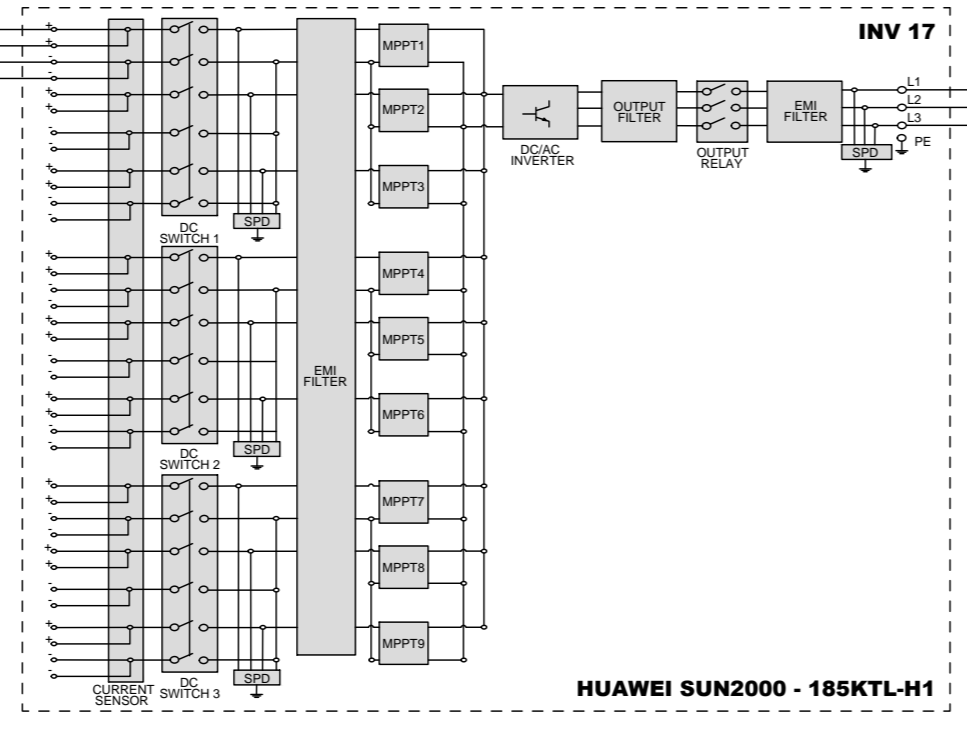 INV 17
MPPT1
MPPT2
MPPT3
MPPT4
MPPT5
MPPT6
MPPT7
MPPT8
MPPT9
DC
SWITCH 1
SPD
DC
SWITCH 2
SPD
DC
SWITCH 3
SPD
CURRENT
SENSOR
EMI
FILTER
DC/AC
INVERTER
OUTPUT
FILTER
OUTPUT
RELAY
EMI
FILTER
SPD
L1
L2
L3
PE
HUAWEI SUN2000 - 185KTL-H1
+
+
-
-
+
+
-
-
+
+
-
-
+
+
-
-
+
+
-
-
+
+
-
-
+
+
-
-
+
+
-
-
+
+
-
-